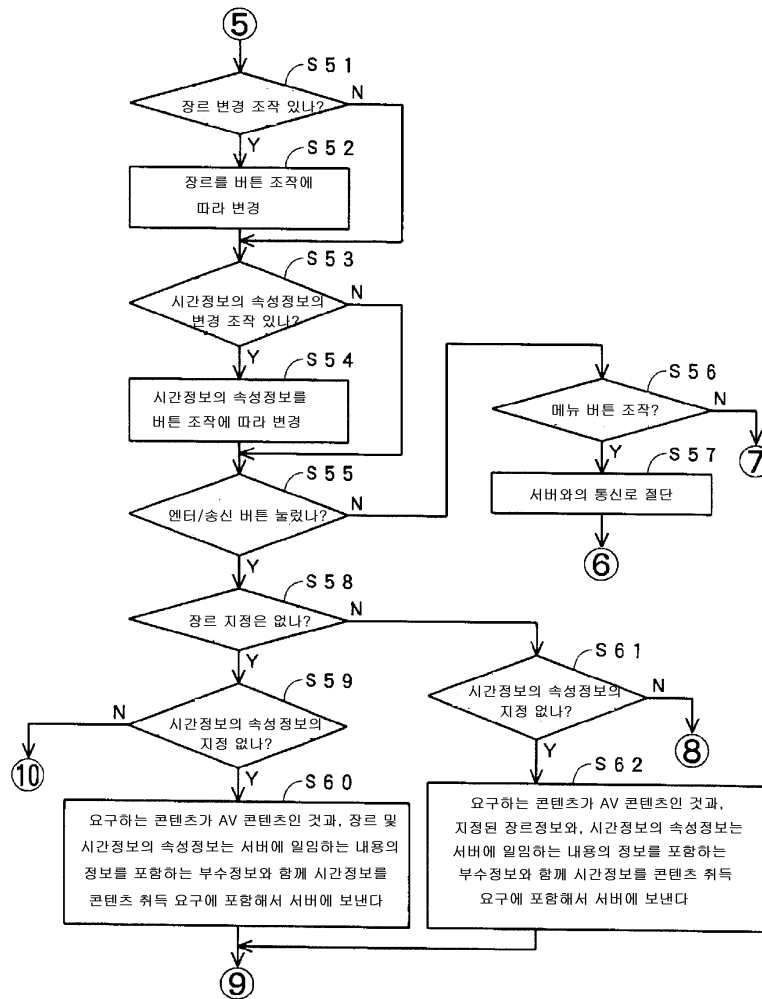 ⑤
S51
장르 변경 조작 있나?
N
Y
S52
장르를 버튼 조작에
따라 변경
S53
시간정보의 속성정보의
변경 조작 있나?
N
Y
S54
시간정보의 속성정보를
버튼 조작에 따라 변경
S56
메뉴 버튼 조작?
N
⑦
Y
S57
서버와의 통신로 절단
⑥
S55
엔터/송신 버튼 눌렀나?
N
Y
S58
장르 지정은 없나?
N
Y
S59
시간정보의 속성정보의
지정 없나?
N
⑩
Y
S61
시간정보의 속성정보의
지정 없나?
N
⑧
Y
S60
요구하는 콘텐츠가 AV 콘텐츠인 것과, 장르 및
시간정보의 속성정보는 서버에 일임하는 내용의
정보를 포함하는 부수정보와 함께 시간정보를
콘텐츠 취득 요구에 포함해서 서버에 보낸다
S62
요구하는 콘텐츠가 AV 콘텐츠인 것과,
지정된 장르정보와, 시간정보의 속성정보는
서버에 일임하는 내용의 정보를 포함하는
부수정보와 함께 시간정보를 콘텐츠 취득
요구에 포함해서 서버에 보낸다
⑨